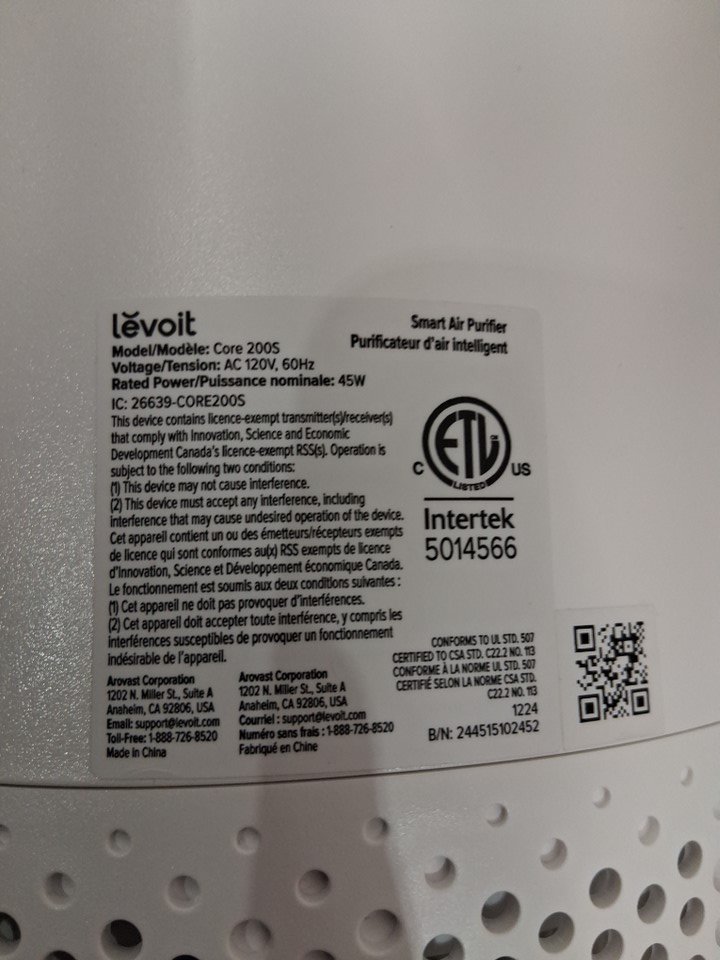 levoit
Smart Air Purifier
Purificateur d'air intelligent
Model/Modèle: Core 200S
Voltage/Tension: AC 120V, 60Hz
Rated Power/Puissance nominale: 45W
IC: 26639-CORE200S
This device contains licence-exempt transmitter(s)/receiver(s)
that comply with Innovation, Science and Economic
Development Canada's licence-exempt RSS(s). Operation is
subject to the following two conditions:
(1) This device may not cause interference.
(2) This device must accept any interference, including
interference that may cause undesired operation of the device.
Cet appareil contient un ou des émetteurs/récepteurs exempts
de licence qui sont conformes au(x) RSS exempts de licence
d'Innovation, Science et Développement économique Canada.
Le fonctionnement est soumis aux deux conditions suivantes :
(1) Cet appareil ne doit pas provoquer d'interférences.
(2) Cet appareil doit accepter toute interférence, y compris les
interférences susceptibles de provoquer un fonctionnement
indésirable de l'appareil.
ETL
C US
LISTED
Intertek
5014566
Arovast Corporation
1202 N. Miller St., Suite A
Anaheim, CA 92806, USA
Email: support@levoit.com
Toll-Free: 1-888-726-8520
Made in China
Arovast Corporation
1202 N. Miller St., Suite A
Anaheim, CA 92806, USA
Courriel : support@levoit.com
Numéro sans frais : 1-888-726-8520
Fabriqué en Chine
CONFORMS TO UL STD. 507
CERTIFIED TO CSA STD. C22.2 NO. 113
CONFORME À LA NORME UL STD. 507
CERTIFIÉ SELON LA NORME CSA STD.
C22.2 NO. 113
1224
B/N: 244515102452